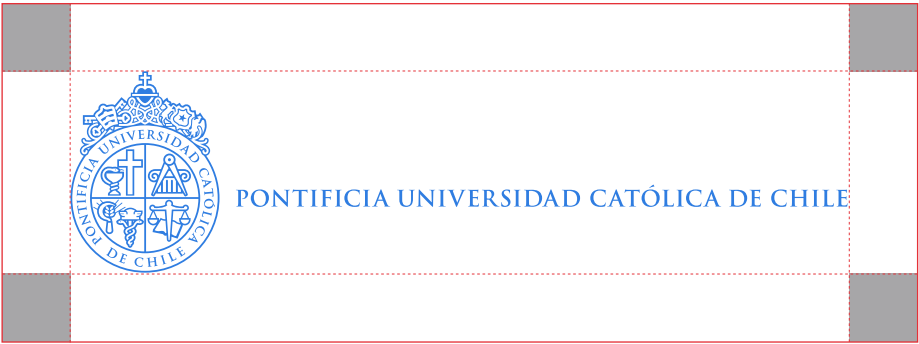 PONTIFICIA UNIVERSIDAD CATÓLICA
DE CHILE
PONTIFICIA UNIVERSIDAD CATÓLICA DE CHILE